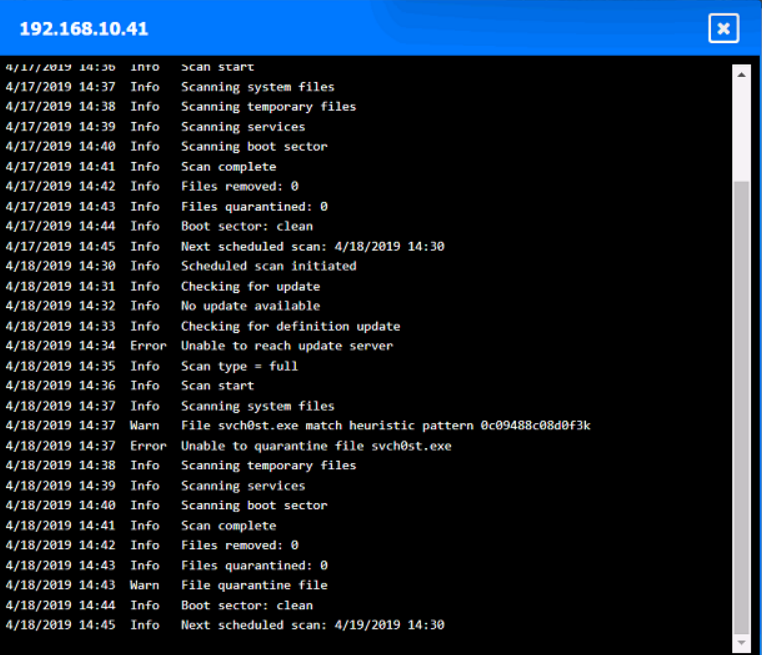 192.168.10.41
4/17/2019 14:36 Info Scan start
4/17/2019 14:37 Info Scanning system files
4/17/2019 14:38 Info Scanning temporary files
4/17/2019 14:39 Info Scanning services
4/17/2019 14:40 Info Scanning boot sector
4/17/2019 14:41 Info Scan complete
4/17/2019 14:42 Info Files removed: 0
4/17/2019 14:43 Info Files quarantined: 0
4/17/2019 14:44 Info Boot sector: clean
4/17/2019 14:45 Info Next scheduled scan: 4/18/2019 14:30
4/18/2019 14:30 Info Scheduled scan initiated
4/18/2019 14:31 Info Checking for update
4/18/2019 14:32 Info No update available
4/18/2019 14:33 Info Checking for definition update
4/18/2019 14:34 Error Unable to reach update server
4/18/2019 14:35 Info Scan type = full
4/18/2019 14:36 Info Scan start
4/18/2019 14:37 Info Scanning system files
4/18/2019 14:37 Warn File svch0st.exe match heuristic pattern 0c09488c08d0f3k
4/18/2019 14:37 Error Unable to quarantine file svch0st.exe
4/18/2019 14:38 Info Scanning temporary files
4/18/2019 14:39 Info Scanning services
4/18/2019 14:40 Info Scanning boot sector
4/18/2019 14:41 Info Scan complete
4/18/2019 14:42 Info Files removed: 0
4/18/2019 14:43 Info Files quarantined: 0
4/18/2019 14:43 Warn File quarantine file
4/18/2019 14:44 Info Boot sector: clean
4/18/2019 14:45 Info Next scheduled scan: 4/19/2019 14:30